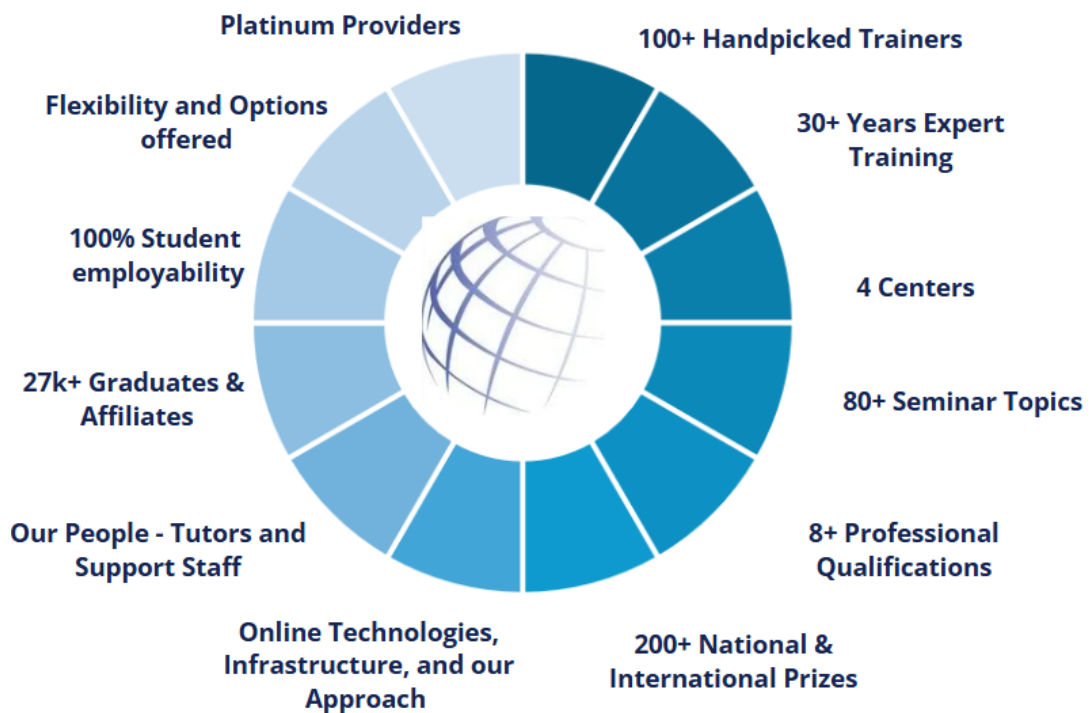 Platinum Providers
100+ Handpicked Trainers
30+ Years Expert
Training
4 Centers
80+ Seminar Topics
8+ Professional
Qualifications
200+ National &
International Prizes
Online Technologies,
Infrastructure, and our
Approach
Our People - Tutors and
Support Staff
27k+ Graduates &
Affiliates
100% Student
employability
Flexibility and Options
offered